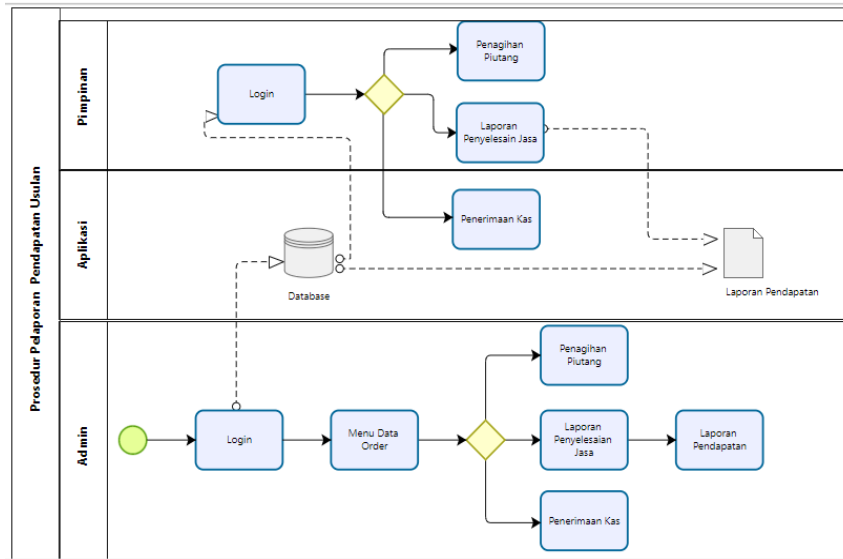 Prosedur Pelaporan Pendapatan Usulan
Pimpinan
Login
Penagihan
Piutang
Laporan
Penyelesain Jasa
Aplikasi
Penerimaan Kas
Database
Laporan Pendapatan
Admin
Login
Menu Data
Order
Penagihan
Piutang
Laporan
Penyelesaian
Jasa
Laporan
Pendapatan
Penerimaan Kas